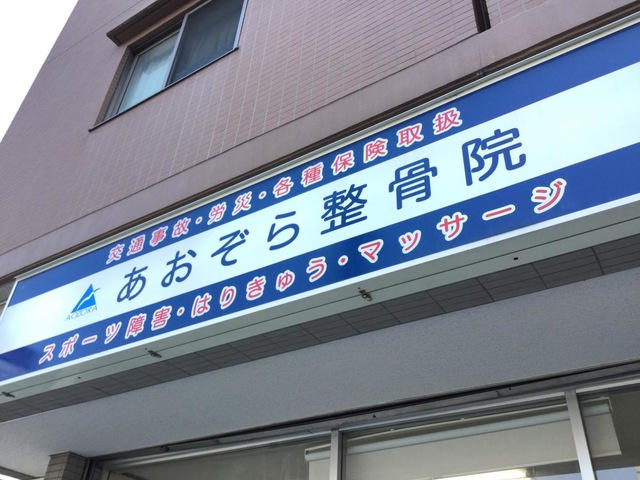 交通事故・労災・各種保険取扱
あおぞら整骨院
AOZORA
スポーツ障害・はりきゅう・マッサージ